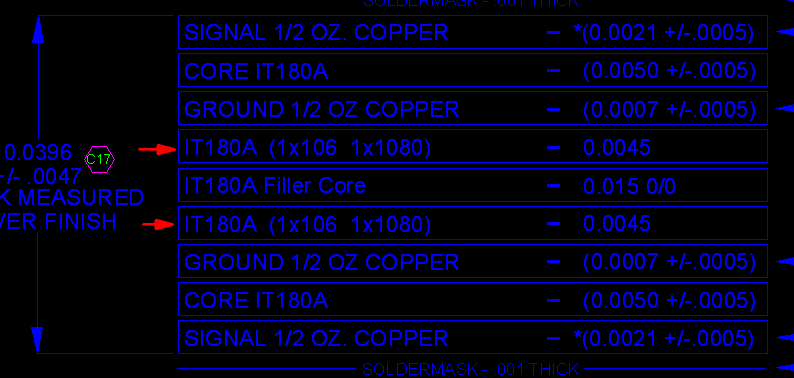 SOLDERMASK - .001 THICK
SIGNAL 1/2 OZ. COPPER - *(0.0021 +/-.0005)
CORE IT180A - (0.0050 +/-.0005)
GROUND 1/2 OZ COPPER - (0.0007 +/-.0005)
IT180A (1x106 1x1080) - 0.0045
0.0396
C17
+/- .0047
IT180A Filler Core - 0.015 0/0
K MEASURED
VER FINISH
IT180A (1x106 1x1080) - 0.0045
GROUND 1/2 OZ COPPER - (0.0007 +/-.0005)
CORE IT180A - (0.0050 +/-.0005)
SIGNAL 1/2 OZ. COPPER - *(0.0021 +/-.0005)
SOLDERMASK - .001 THICK